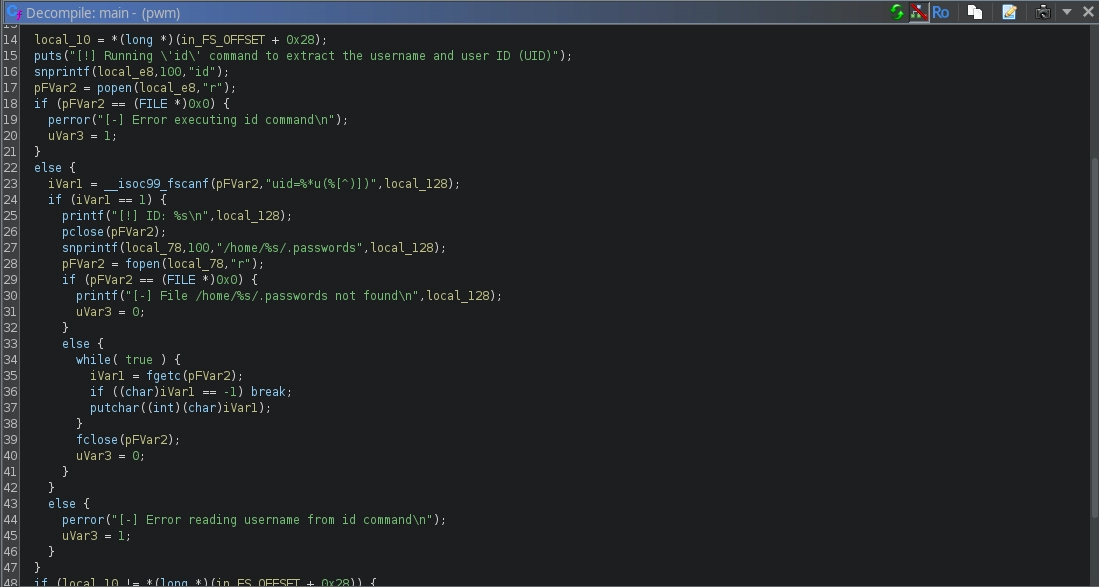 Decompile: main - (pwm)
Ro
14 local_10 = *(long *)(in_FS_OFFSET + 0x28);
15 puts("[!] Running \'id\' command to extract the username and user ID (UID)");
16 snprintf(local_e8,100,"id");
17 pFVar2 = popen(local_e8,"r");
18 if (pFVar2 == (FILE *)0x0) {
19 perror("[-] Error executing id command\n");
20 uVar3 = 1;
21 }
22 else {
23 iVar1 = __isoc99_fscanf(pFVar2,"uid=%*u(%[^)])",local_128);
24 if (iVar1 == 1) {
25 printf("[!] ID: %s\n",local_128);
26 pclose(pFVar2);
27 snprintf(local_78,100,"/home/%s/.passwords",local_128);
28 pFVar2 = fopen(local_78,"r");
29 if (pFVar2 == (FILE *)0x0) {
30 printf("[-] File /home/%s/.passwords not found\n",local_128);
31 uVar3 = 0;
32 }
33 else {
34 while( true ) {
35 iVar1 = fgetc(pFVar2);
36 if ((char)iVar1 == -1) break;
37 putchar((int)(char)iVar1);
38 }
39 fclose(pFVar2);
40 uVar3 = 0;
41 }
42 }
43 else {
44 perror("[-] Error reading username from id command\n");
45 uVar3 = 1;
46 }
47 }
48 if (local_10 != *(long *)(in_FS_OFFSET + 0x28)) {